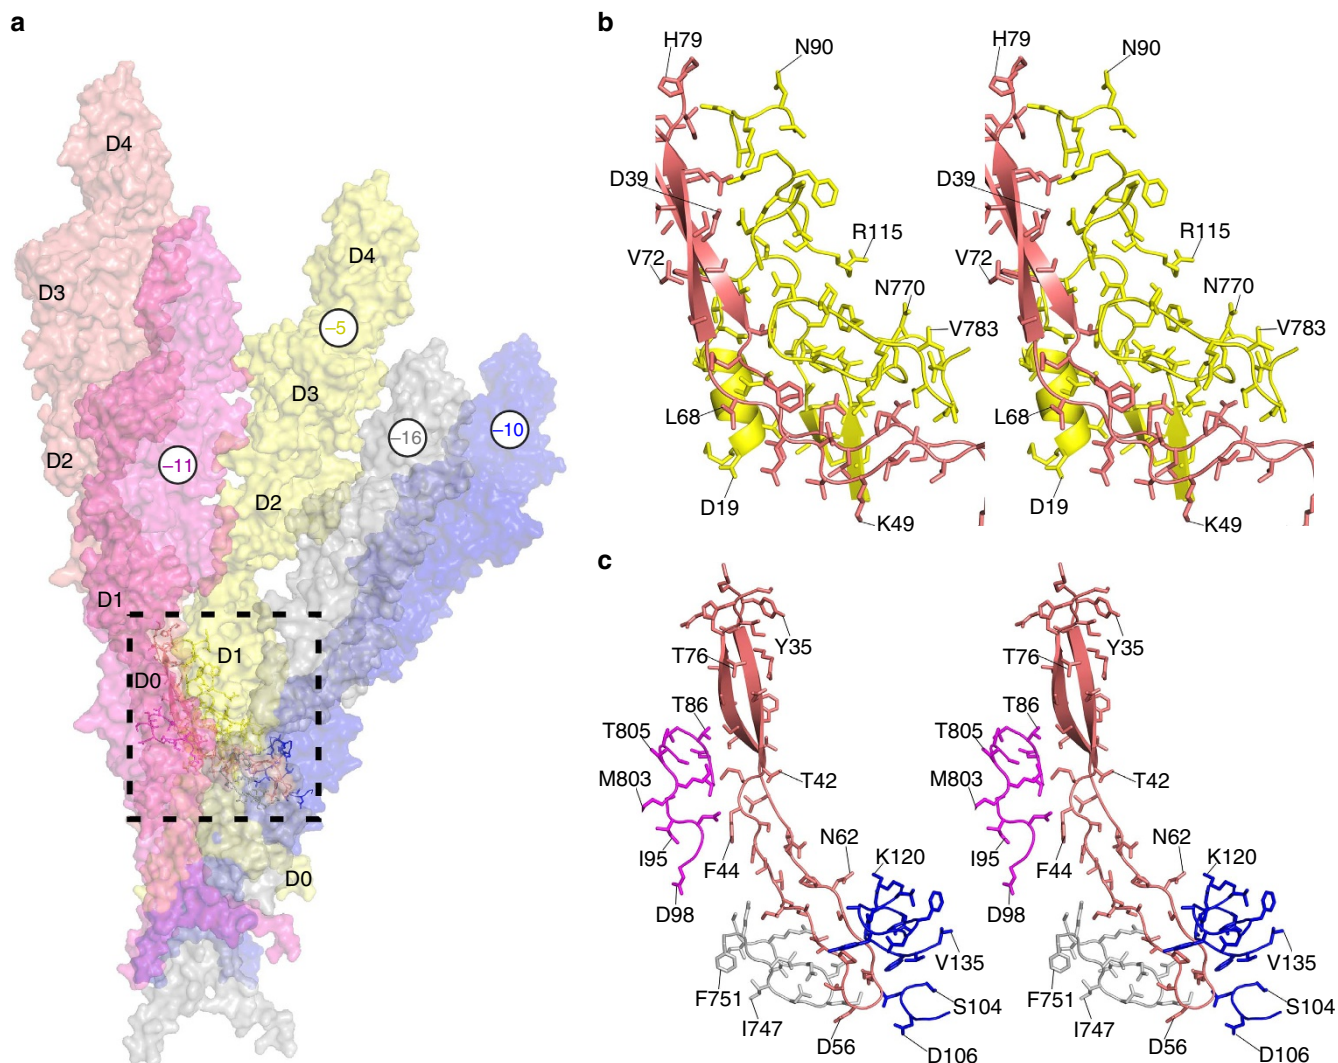 a
D4
D3
D4
–5
D3
–16
–10
D2
–11
D2
D1
D1
D0
D0
b
H79
N90
D39
R115
V72
N770
V783
L68
D19
K49
H79
N90
D39
R115
V72
N770
V783
L68
D19
K49
c
Y35
T76
T86
T805
M803
T42
I95
F44
N62
K120
D98
V135
F751
S104
I747
D56
D106
Y35
T76
T86
T805
M803
T42
I95
F44
N62
K120
D98
V135
F751
S104
I747
D56
D106